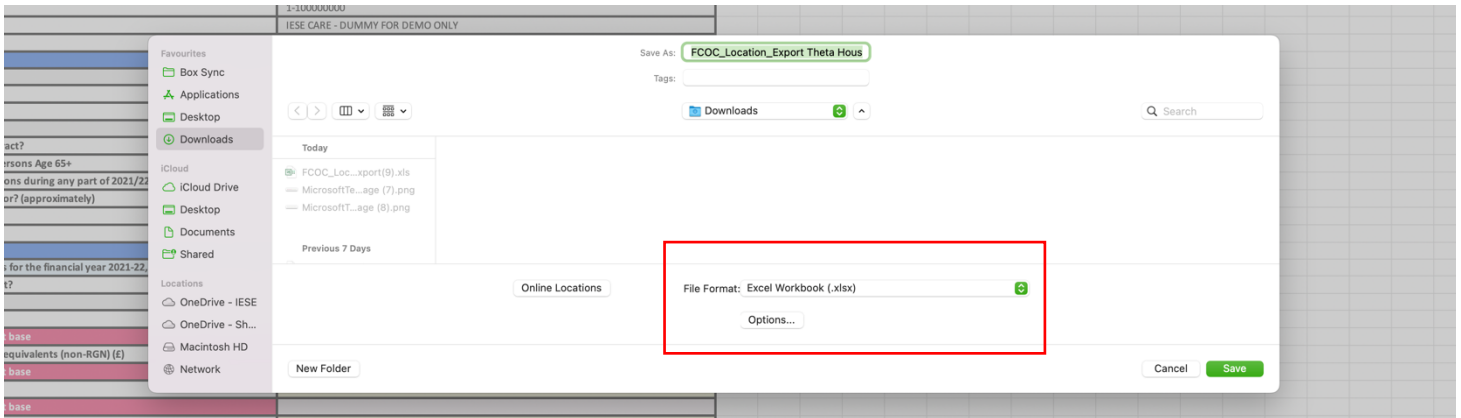 1-100000000
IESE CARE - DUMMY FOR DEMO ONLY
ract?
ersons Age 65+
ons during any part of 2021/22
or? (approximately)
s for the financial year 2021-22,
t?
t base
equivalents (non-RGN) (£)
t base
t base
Favourites
Box Sync
Applications
Desktop
Downloads
iCloud
iCloud Drive
Desktop
Documents
Shared
Locations
OneDrive - IESE
OneDrive - Sh...
Macintosh HD
Network
Save As: FCOC_Location_Export Theta Hous
Tags:
Downloads
Search
Today
FCOC_Loc...xport(9).xls
MicrosoftTe...age (7).png
MicrosoftT...age (8).png
Previous 7 Days
Online Locations
File Format: Excel Workbook (.xlsx)
Options...
New Folder
Cancel
Save